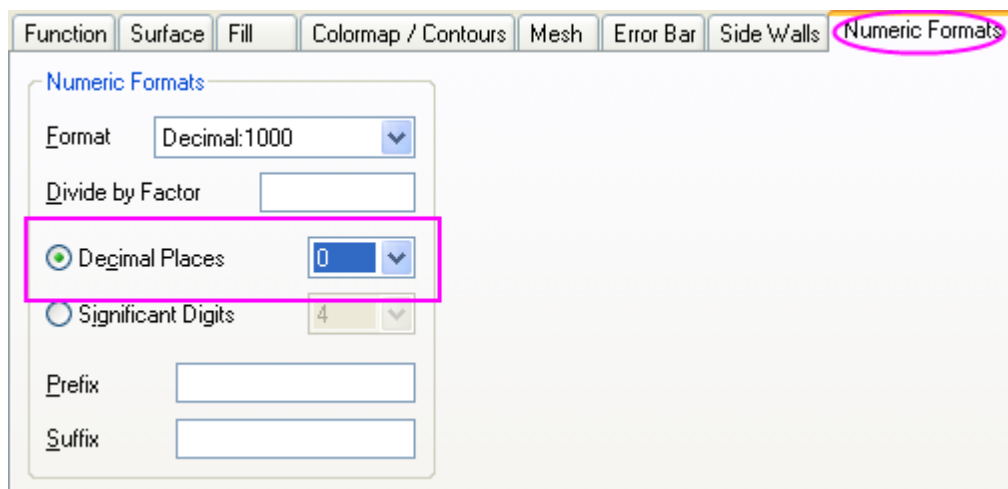 Function Surface Fill Colormap / Contours Mesh Error Bar Side Walls Numeric Formats
Numeric Formats
Format Decimal:1000
Divide by Factor
Decimal Places 0
Significant Digits 4
Prefix
Suffix